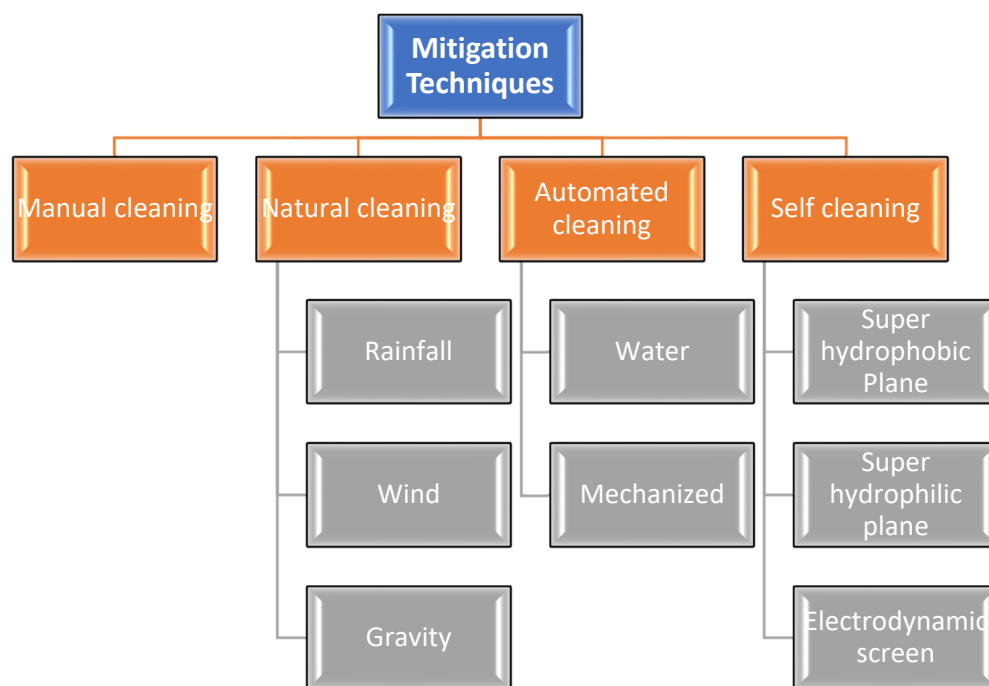 Mitigation
Techniques
Manual cleaning
Natural cleaning
Automated
cleaning
Self cleaning
Rainfall
Wind
Gravity
Water
Mechanized
Super
hydrophobic
Plane
Super
hydrophilic
plane
Electrodynamic
screen